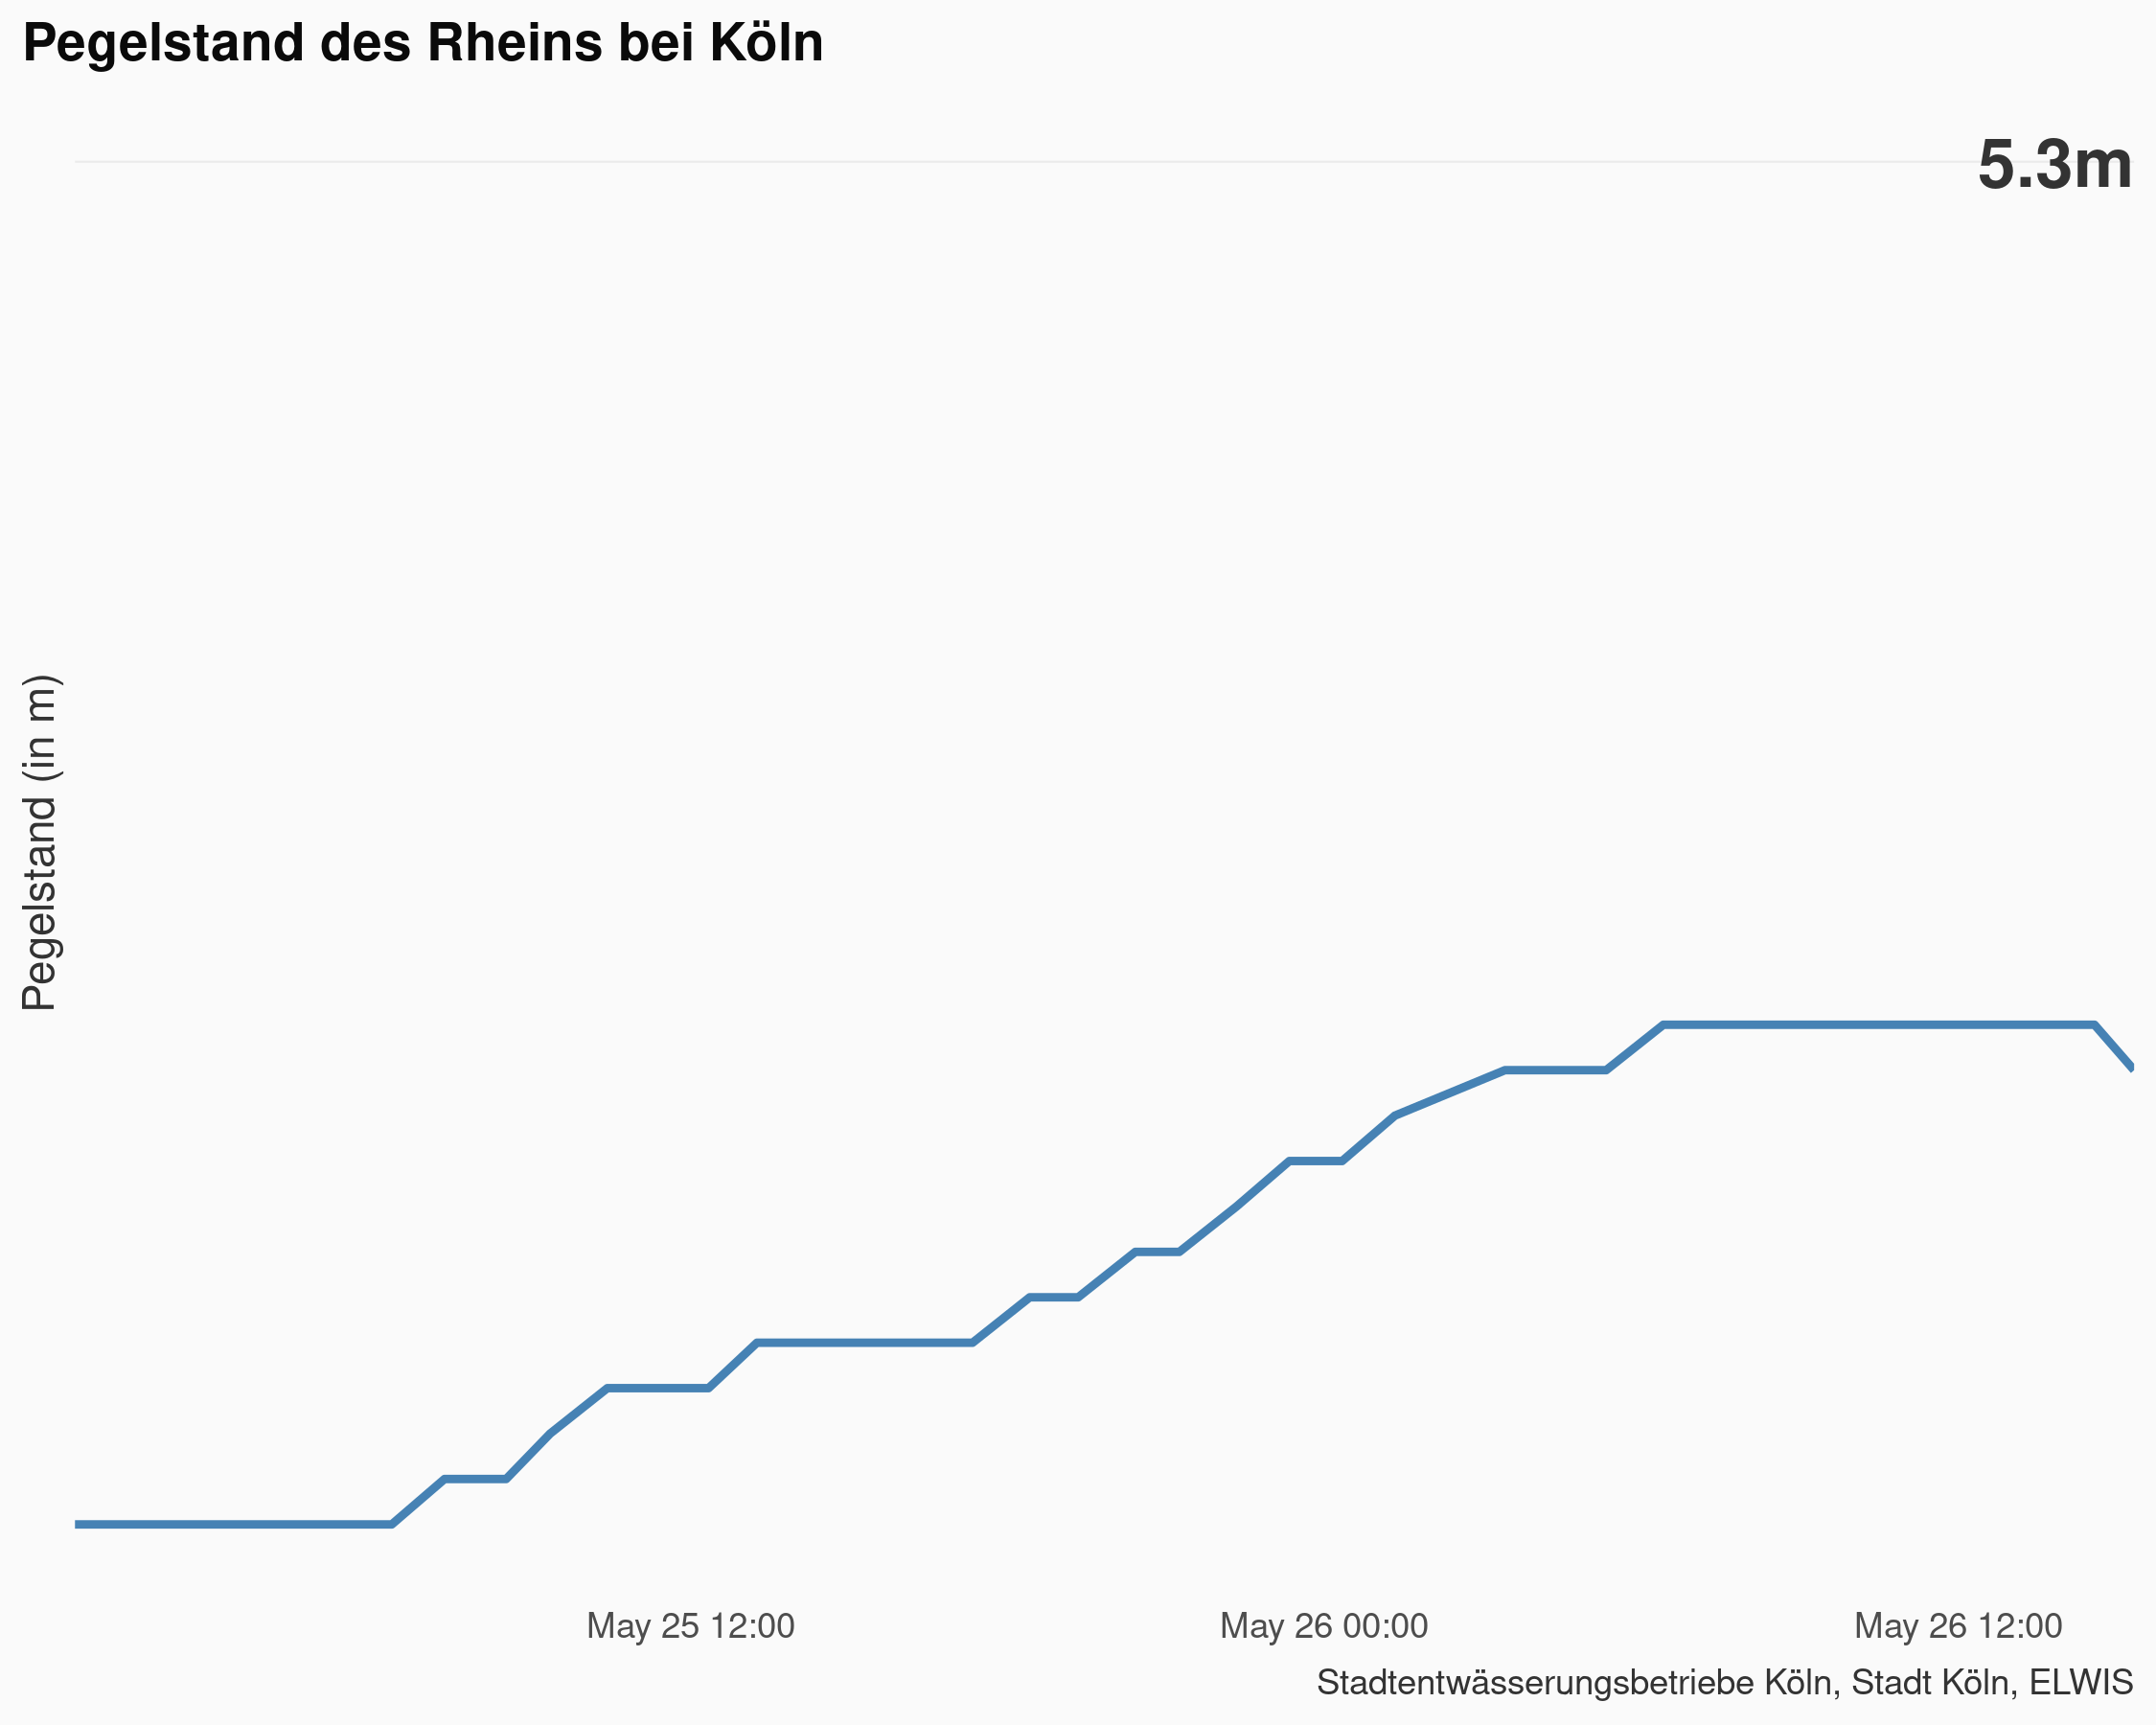 Pegelstand des Rheins bei Köln
5.3m
Pegelstand (in m)
May 25 12:00
May 26 00:00
May 26 12:00
Stadtentwässerungsbetriebe Köln, Stadt Köln, ELWIS